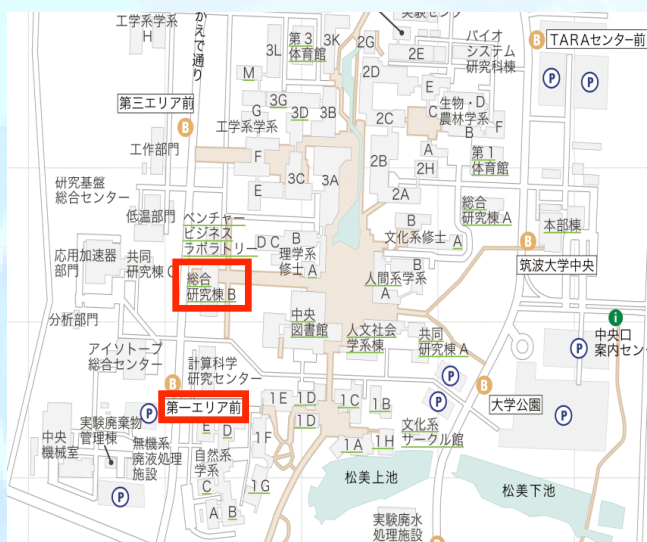 工学系学系
H
かえで通り
3L
第3
体育館
3K
2G
2E
バイオ
システム
研究科棟
B
TARAセンター前
P
P
M
3G
G
3D
3B
工学系学系
2D
E
生物・D
農林学系
C
B
F
2C
第三エリア前
B
工作部門
F
E
3C
3A
2B
A
2H
第1
体育館
2A
研究基盤
総合センター
低温部門
ベンチャー
ビジネス
ラボラトリー
D C
B
理学系
修士 A
B
文化系修士
A
総合
研究棟 A
本部棟
B
筑波大学中央
応用加速器
部門
共同
研究棟 C
総合
研究棟 B
B
人間系学系
A
分析部門
中央
図書館
人文社会
学系棟
共同
研究棟 A
i
中央口
案内セン
P
アイソトープ
総合センター
計算科学
研究センター
B
第一エリア前
P
1E
1D
1D
1C
1B
P
P
B
大学公園
P
文化系
サークル館
中央
機械室
実験廃棄物
管理棟
無機系
廃液処理
施設
P
E
D
自然系
学系
C
A
B
1F
1G
1A
1H
松美上池
松美下池
実験廃水
処理施設